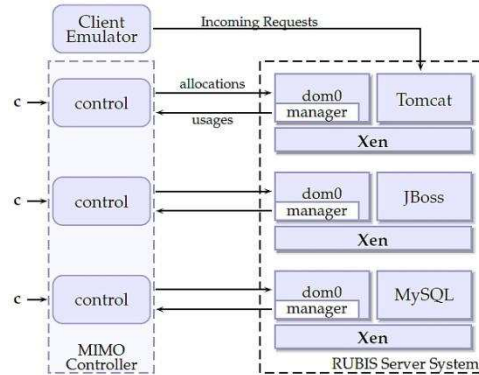 Client
Emulator
Incoming Requests
c
control
allocations
usages
dom0
manager
Tomcat
Xen
c
control
dom0
manager
JBoss
Xen
c
control
dom0
manager
MySQL
Xen
MIMO
Controller
RUBIS Server System